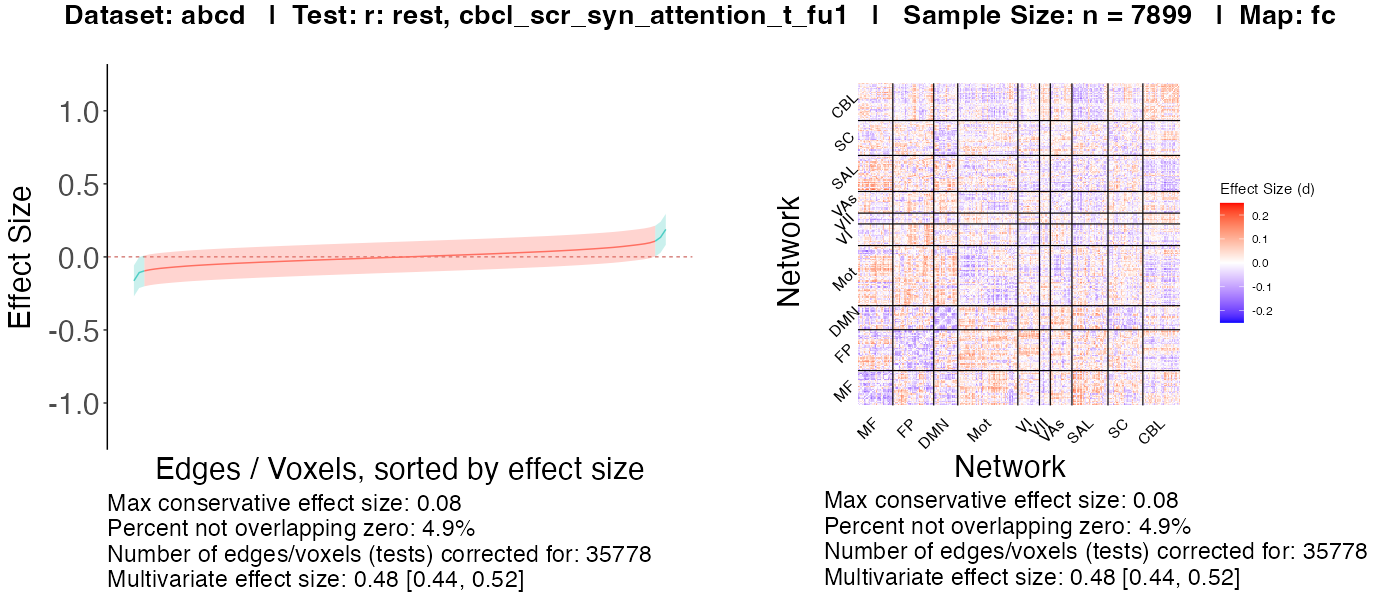 Dataset: abcd | Test: r: rest, cbcl_scr_syn_attention_t_fu1 | Sample Size: n = 7899 | Map: fc
Effect Size
1.0
0.5
0.0
-0.5
-1.0
Edges / Voxels, sorted by effect size
Max conservative effect size: 0.08
Percent not overlapping zero: 4.9%
Number of edges/voxels (tests) corrected for: 35778
Multivariate effect size: 0.48 [0.44, 0.52]
Network
CBL
SC
SAL
VAs
VII
VI
Mot
DMN
FP
MF
MF
FP
DMN
Mot
VI
VII
VAs
SAL
SC
CBL
Network
Effect Size (d)
0.2
0.1
0.0
-0.1
-0.2
Max conservative effect size: 0.08
Percent not overlapping zero: 4.9%
Number of edges/voxels (tests) corrected for: 35778
Multivariate effect size: 0.48 [0.44, 0.52]